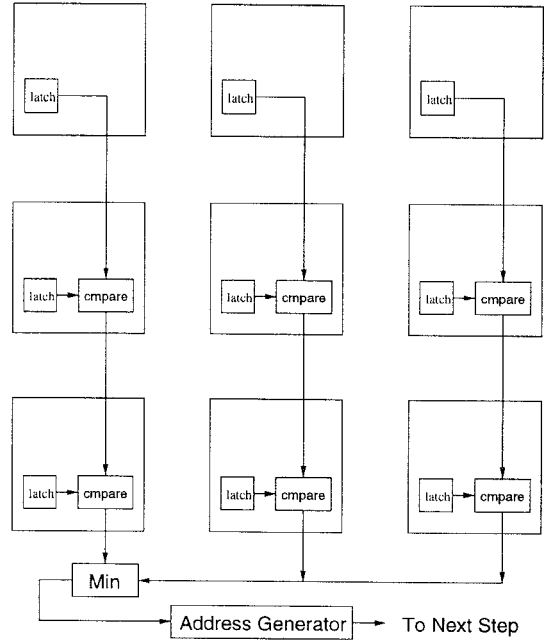 latch latch latch
latch cmpare latch cmpare latch cmpare
latch cmpare latch cmpare latch cmpare
Min
Address Generator To Next Step